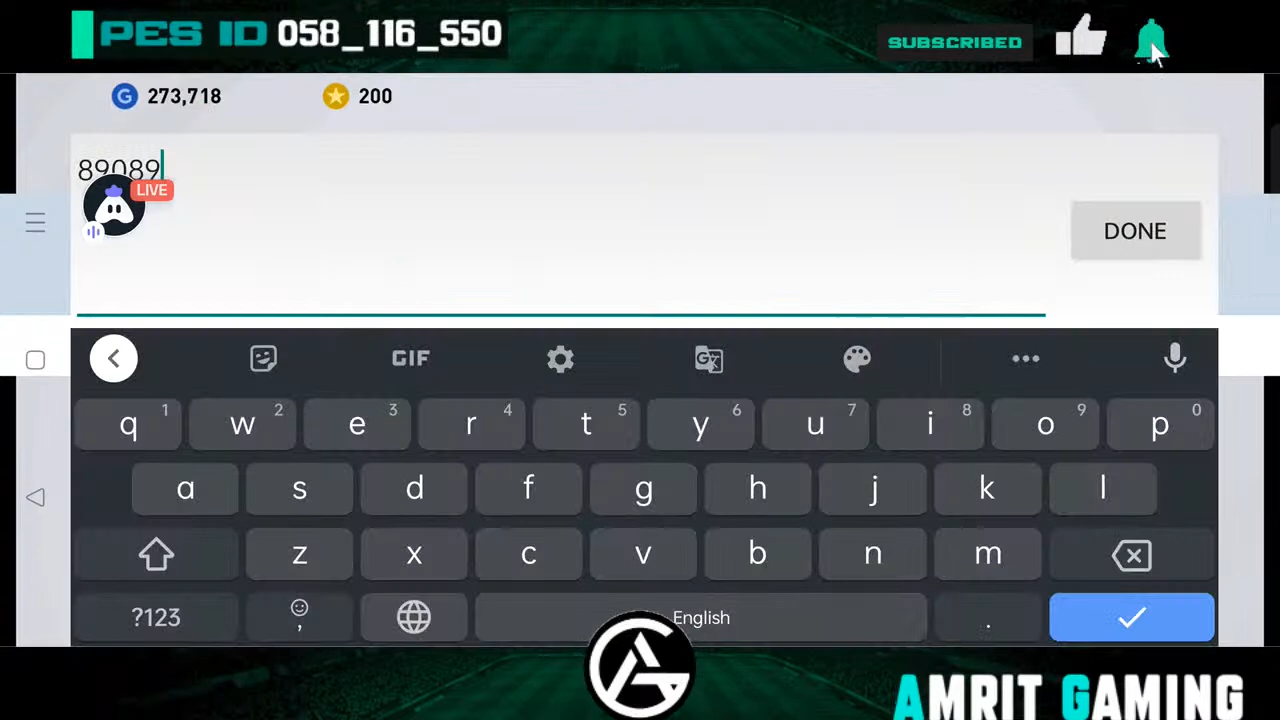 PES ID 058_116_550
SUBSCRIBED
G 273,718 200
89089
LIVE
DONE
GIF
q 1 w 2 e 3 r 4 t 5 y 6 u 7 i 8 o 9 p 0
a s d f g h j k l
z x c v b n m
?123 , English .
AMRIT GAMING